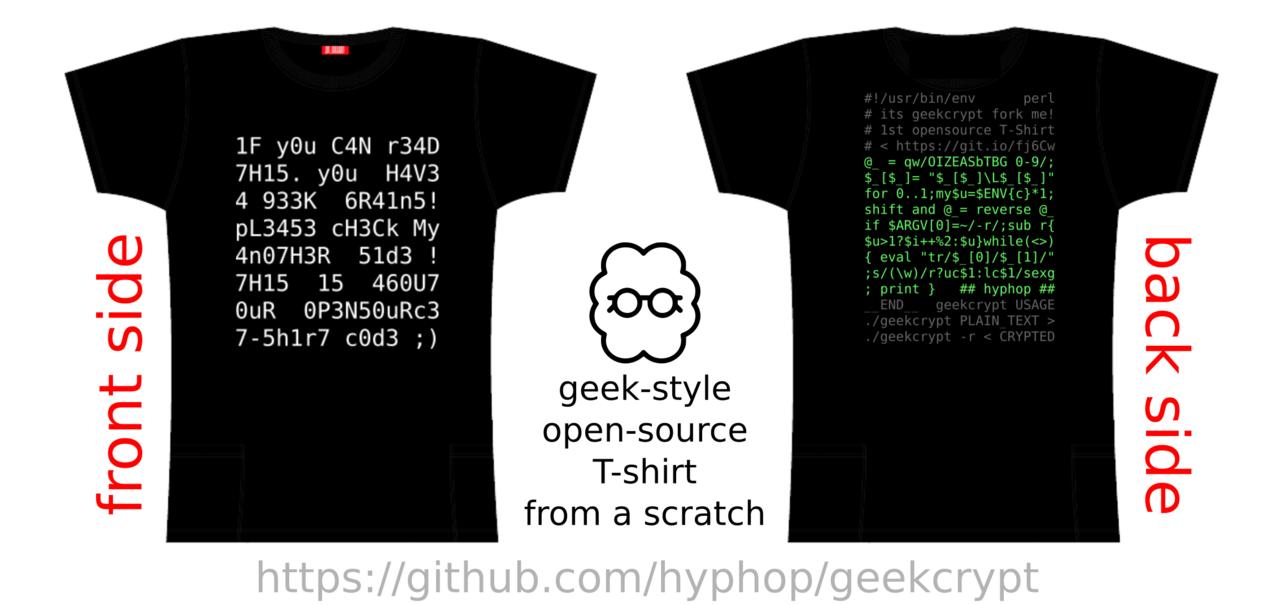 1F y0u C4N r34D
7H15. y0u  H4V3
4 933K  6R41n5!
pL3453 cH3Ck My
4n07H3R  51d3 !
7H15  15  460U7
0uR  0P3N50uRc3
7-5h1r7 c0d3 ;)
front side
geek-style
open-source
T-shirt
from a scratch
#!/usr/bin/env      perl
# its geekcrypt fork me!
# 1st opensource T-Shirt
# < https://git.io/fj6Cw
@_ = qw/OIZEASbTBG 0-9/;
$_[$_]= "$_[$_]\L$_[$_]"
for 0..1;my$u=$ENV{c}*1;
shift and @_= reverse @_
if $ARGV[0]=~/-r/;sub r{
$u>1?$i++%2:$u}while(<>)
{ eval "tr/$_[0]/$_[1]/"
;s/(\w)/r?uc$1:lc$1/sexg
; print }   ## hyphop ##
__END__  geekcrypt USAGE
./geekcrypt PLAIN_TEXT >
./geekcrypt -r < CRYPTED
back side
https://github.com/hyphop/geekcrypt